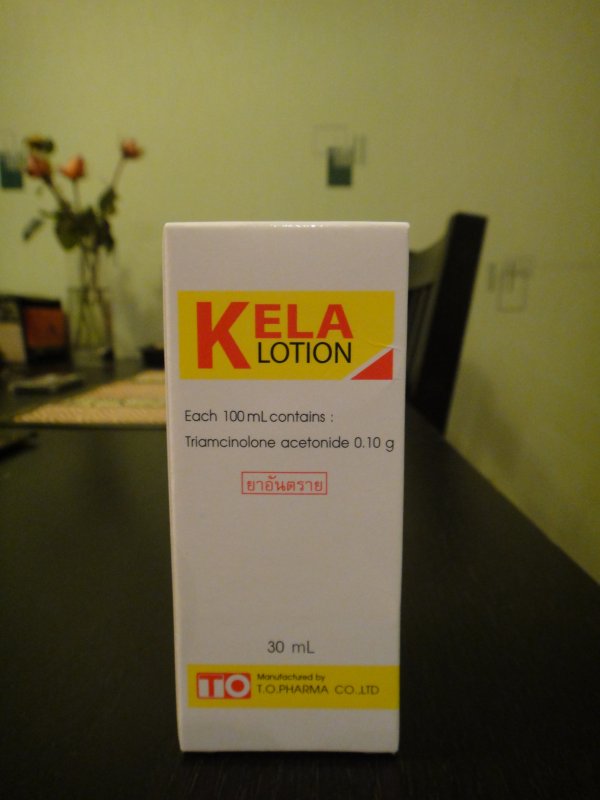 KELA
LOTION
Each 100 mL contains :
Triamcinolone acetonide 0.10 g
ยาอันตราย
30 mL
TO
Manufactured by
T.O.PHARMA CO.,LTD